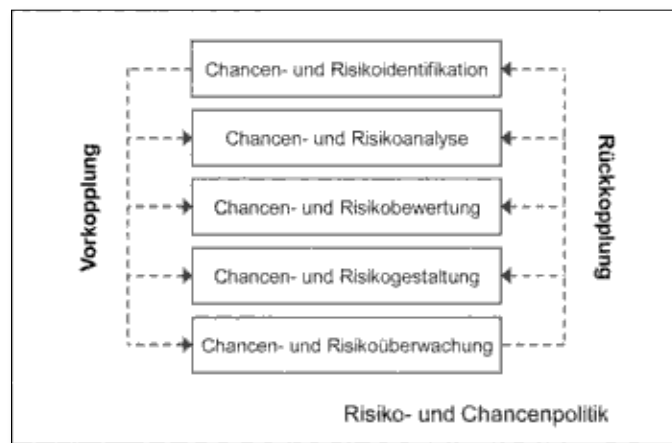 Chancen- und Risikoidentifikation
Chancen- und Risikoanalyse
Chancen- und Risikobewertung
Chancen- und Risikogestaltung
Chancen- und Risikoüberwachung
Vorkopplung
Rückkopplung
Risiko- und Chancenpolitik